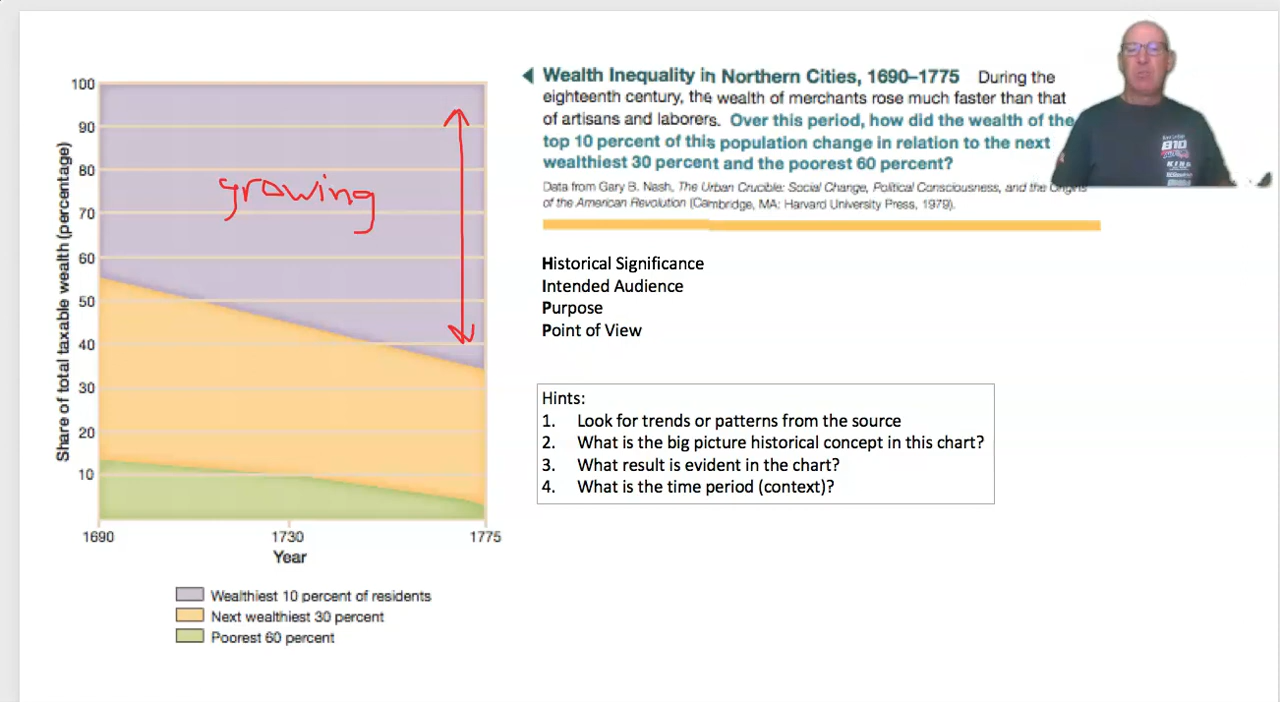 100
90
80
70
60
50
40
30
20
10
Share of total taxable wealth (percentage)
growing
1690
1730
1775
Year
Wealthiest 10 percent of residents
Next wealthiest 30 percent
Poorest 60 percent
Wealth Inequality in Northern Cities, 1690–1775 During the
eighteenth century, the wealth of merchants rose much faster than that
of artisans and laborers. Over this period, how did the wealth of the
top 10 percent of this population change in relation to the next
wealthiest 30 percent and the poorest 60 percent?
Data from Gary B. Nash, The Urban Crucible: Social Change, Political Consciousness, and the Origins
of the American Revolution (Cambridge, MA: Harvard University Press, 1979).
Historical Significance
Intended Audience
Purpose
Point of View
Hints:
1. Look for trends or patterns from the source
2. What is the big picture historical concept in this chart?
3. What result is evident in the chart?
4. What is the time period (context)?